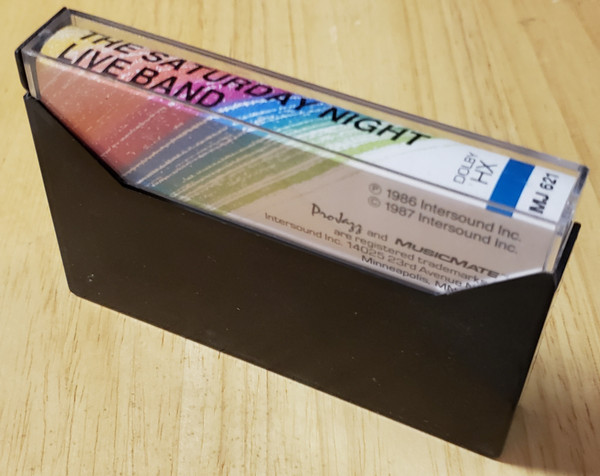 THE SATURDAY NIGHT
LIVE BAND
DOLBY
HX
MJ 621
℗ 1986 Intersound Inc.
© 1987 Intersound Inc.
ProJazz and MUSICMATE
are registered trademarks
Intersound Inc. 14025 23rd Avenue
Minneapolis,